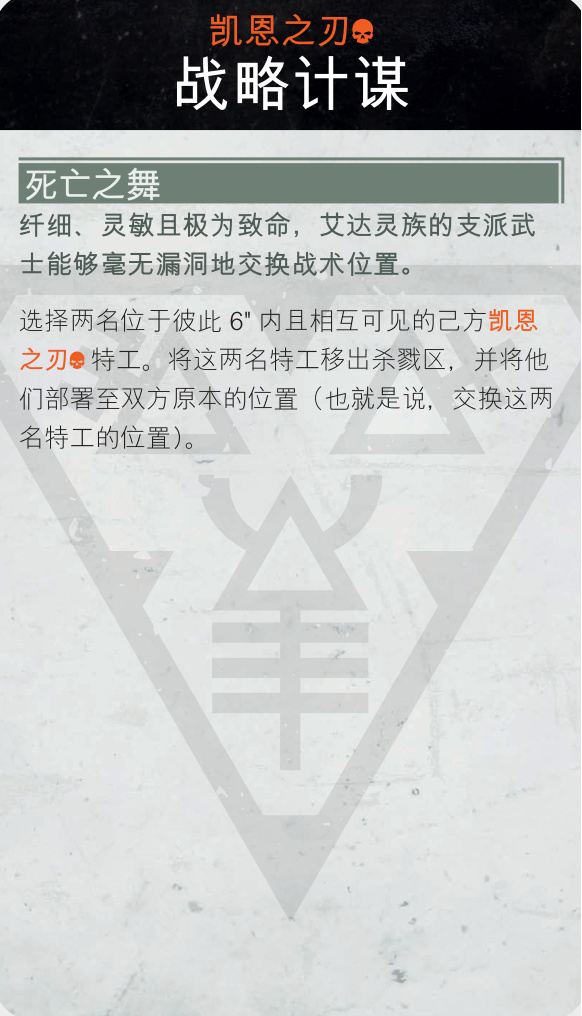 凯恩之刃
战略计谋
死亡之舞
纤细、灵敏且极为致命，艾达灵族的支派武
士能够毫无漏洞地交换战术位置。
选择两名位于彼此 6" 内且相互可见的己方凯恩
之刃特工。将这两名特工移出杀戮区，并将他
们部署至双方原本的位置（也就是说，交换这两
名特工的位置）。